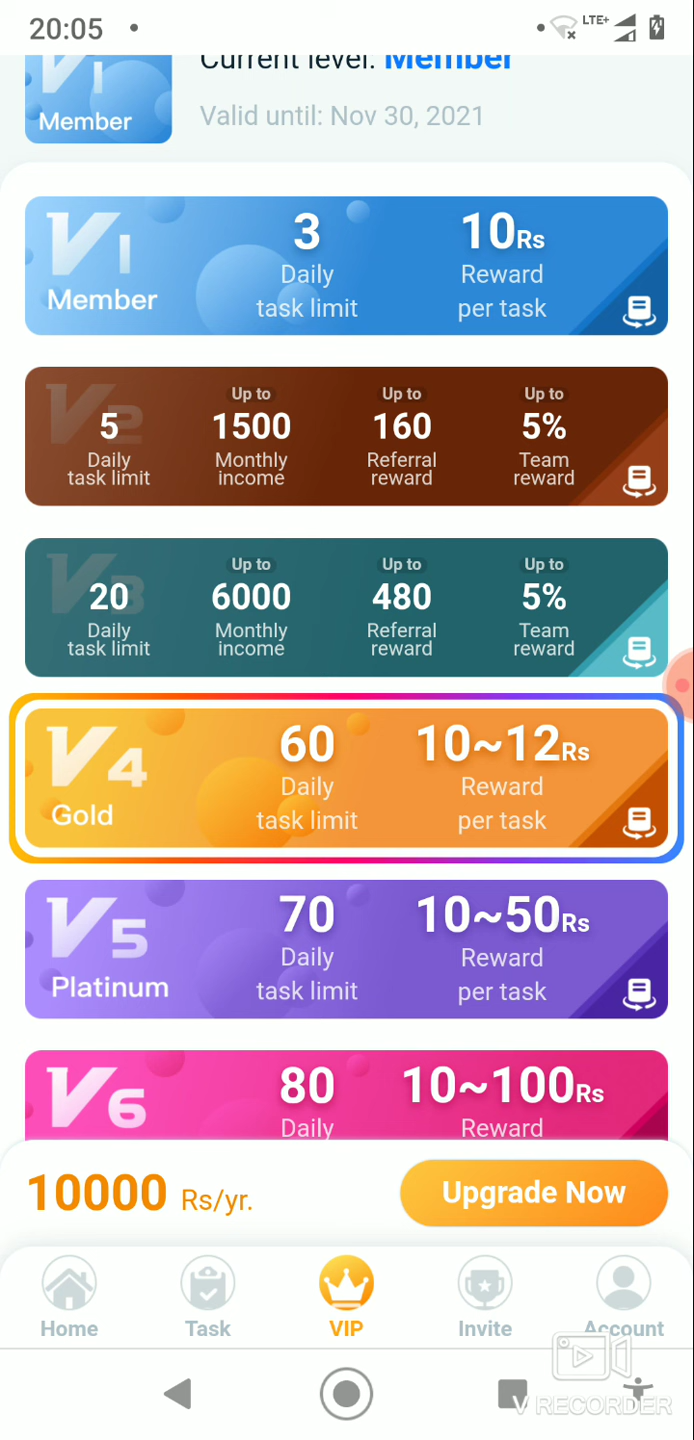 20:05
LTE+
Current level: Member
V1
Member
Valid until: Nov 30, 2021
V1
Member
3
Daily
task limit
10Rs
Reward
per task
V2
5
Daily
task limit
Up to
1500
Monthly
income
Up to
160
Referral
reward
Up to
5%
Team
reward
V3
20
Daily
task limit
Up to
6000
Monthly
income
Up to
480
Referral
reward
Up to
5%
Team
reward
V4
Gold
60
Daily
task limit
10~12Rs
Reward
per task
V5
Platinum
70
Daily
task limit
10~50Rs
Reward
per task
V6
80
Daily
10~100Rs
Reward
10000 Rs/yr.
Upgrade Now
Home
Task
VIP
Invite
Account
V RECORDER